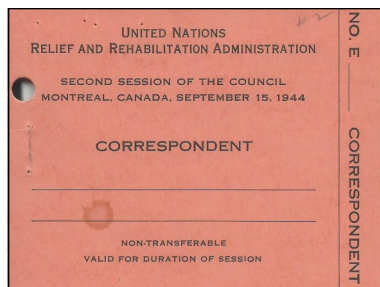 UNITED NATIONS
RELIEF AND REHABILITATION ADMINISTRATION
SECOND SESSION OF THE COUNCIL
MONTREAL, CANADA, SEPTEMBER 15, 1944
CORRESPONDENT
NON-TRANSFERABLE
VALID FOR DURATION OF SESSION
NO. E ____ CORRESPONDENT